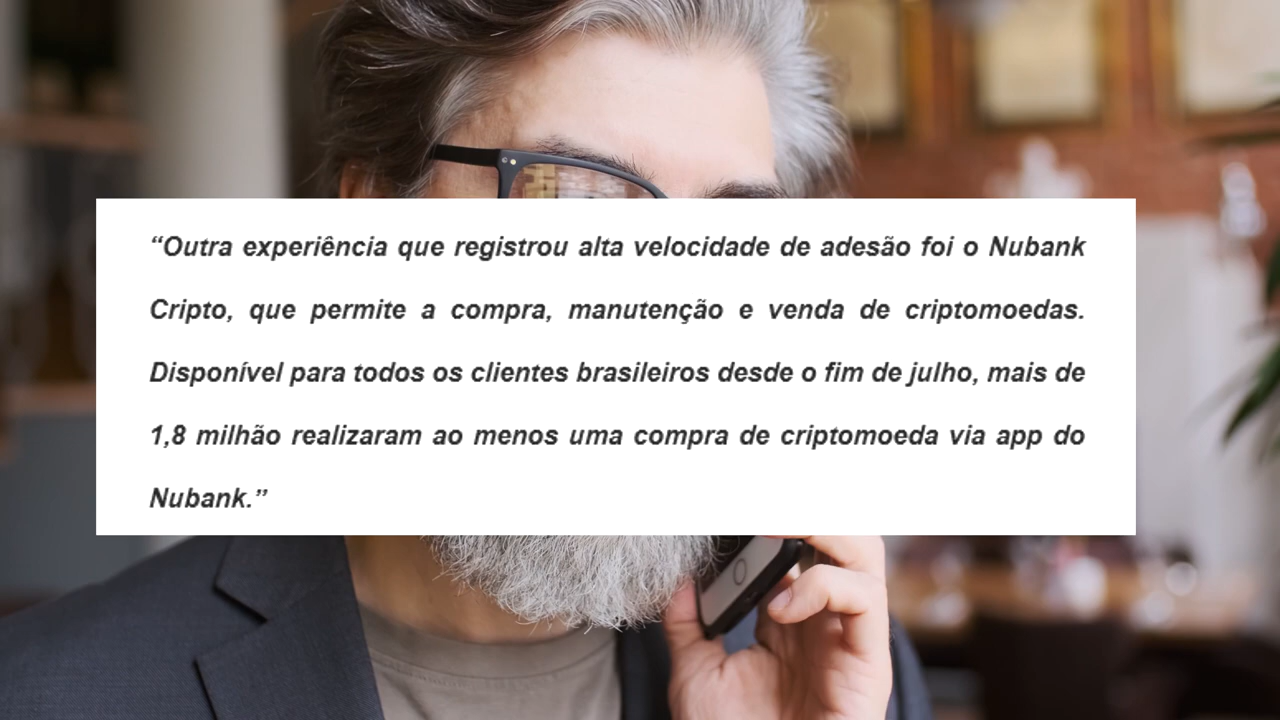 “Outra experiência que registrou alta velocidade de adesão foi o Nubank
Cripto, que permite a compra, manutenção e venda de criptomoedas.
Disponível para todos os clientes brasileiros desde o fim de julho, mais de
1,8 milhão realizaram ao menos uma compra de criptomoeda via app do
Nubank.”